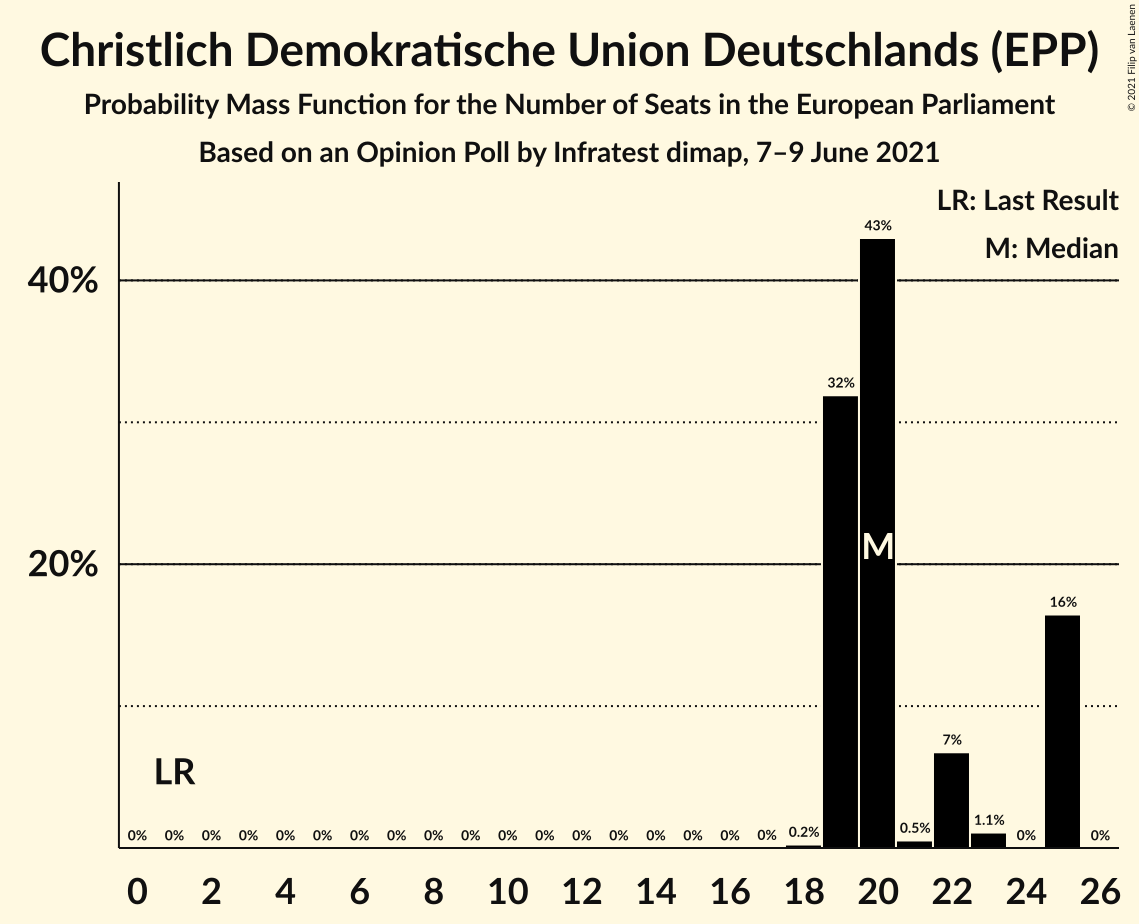 Christlich Demokratische Union Deutschlands (EPP)
Probability Mass Function for the Number of Seats in the European Parliament
Based on an Opinion Poll by Infratest dimap, 7–9 June 2021
© 2021 Filip van Laenen
LR: Last Result
M: Median
43%
40%
32%
M
20%
16%
7%
LR
0% 0% 0% 0% 0% 0% 0% 0% 0% 0% 0% 0% 0% 0% 0% 0% 0% 0% 0.2% 0.5% 1.1% 0% 0%
0 2 4 6 8 10 12 14 16 18 20 22 24 26